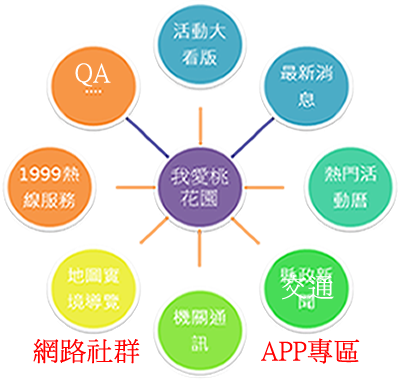 活動大
看版
QA
最新消
息
1999熱
線服務
我愛桃
花園
熱門活
動曆
地圖實
境導覽
縣政新
聞
交通
機關通
訊
網路社群
APP專區